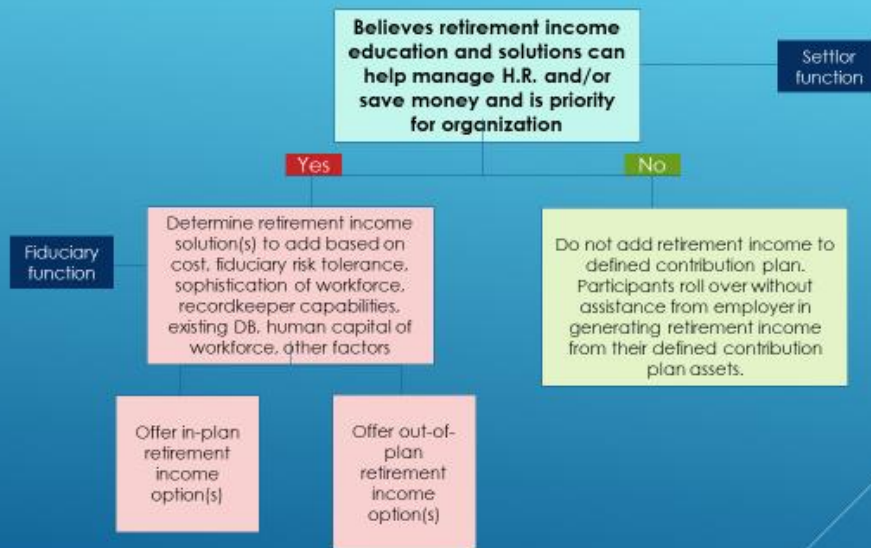 Believes retirement income
education and solutions can
help manage H.R. and/or
save money and is priority
for organization
Settlor
function
Yes
No
Fiduciary
function
Determine retirement income
solution(s) to add based on
cost, fiduciary risk tolerance,
sophistication of workforce,
recordkeeper capabilities,
existing DB, human capital of
workforce, other factors
Do not add retirement income to
defined contribution plan.
Participants roll over without
assistance from employer in
generating retirement income
from their defined contribution
plan assets.
Offer in-plan
retirement
income
option(s)
Offer out-of-
plan
retirement
income
option(s)